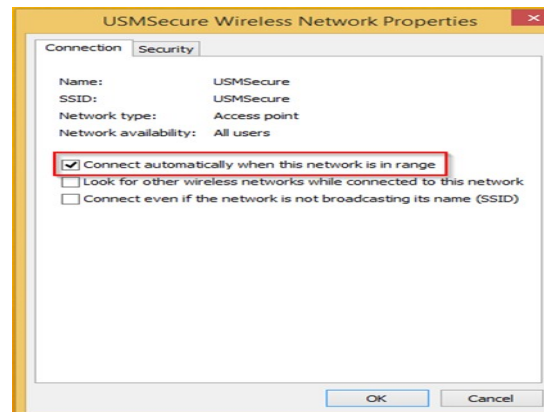 USMSecure Wireless Network Properties
Connection Security
Name: USMSecure
SSID: USMSecure
Network type: Access point
Network availability: All users
Connect automatically when this network is in range
Look for other wireless networks while connected to this network
Connect even if the network is not broadcasting its name (SSID)
OK Cancel